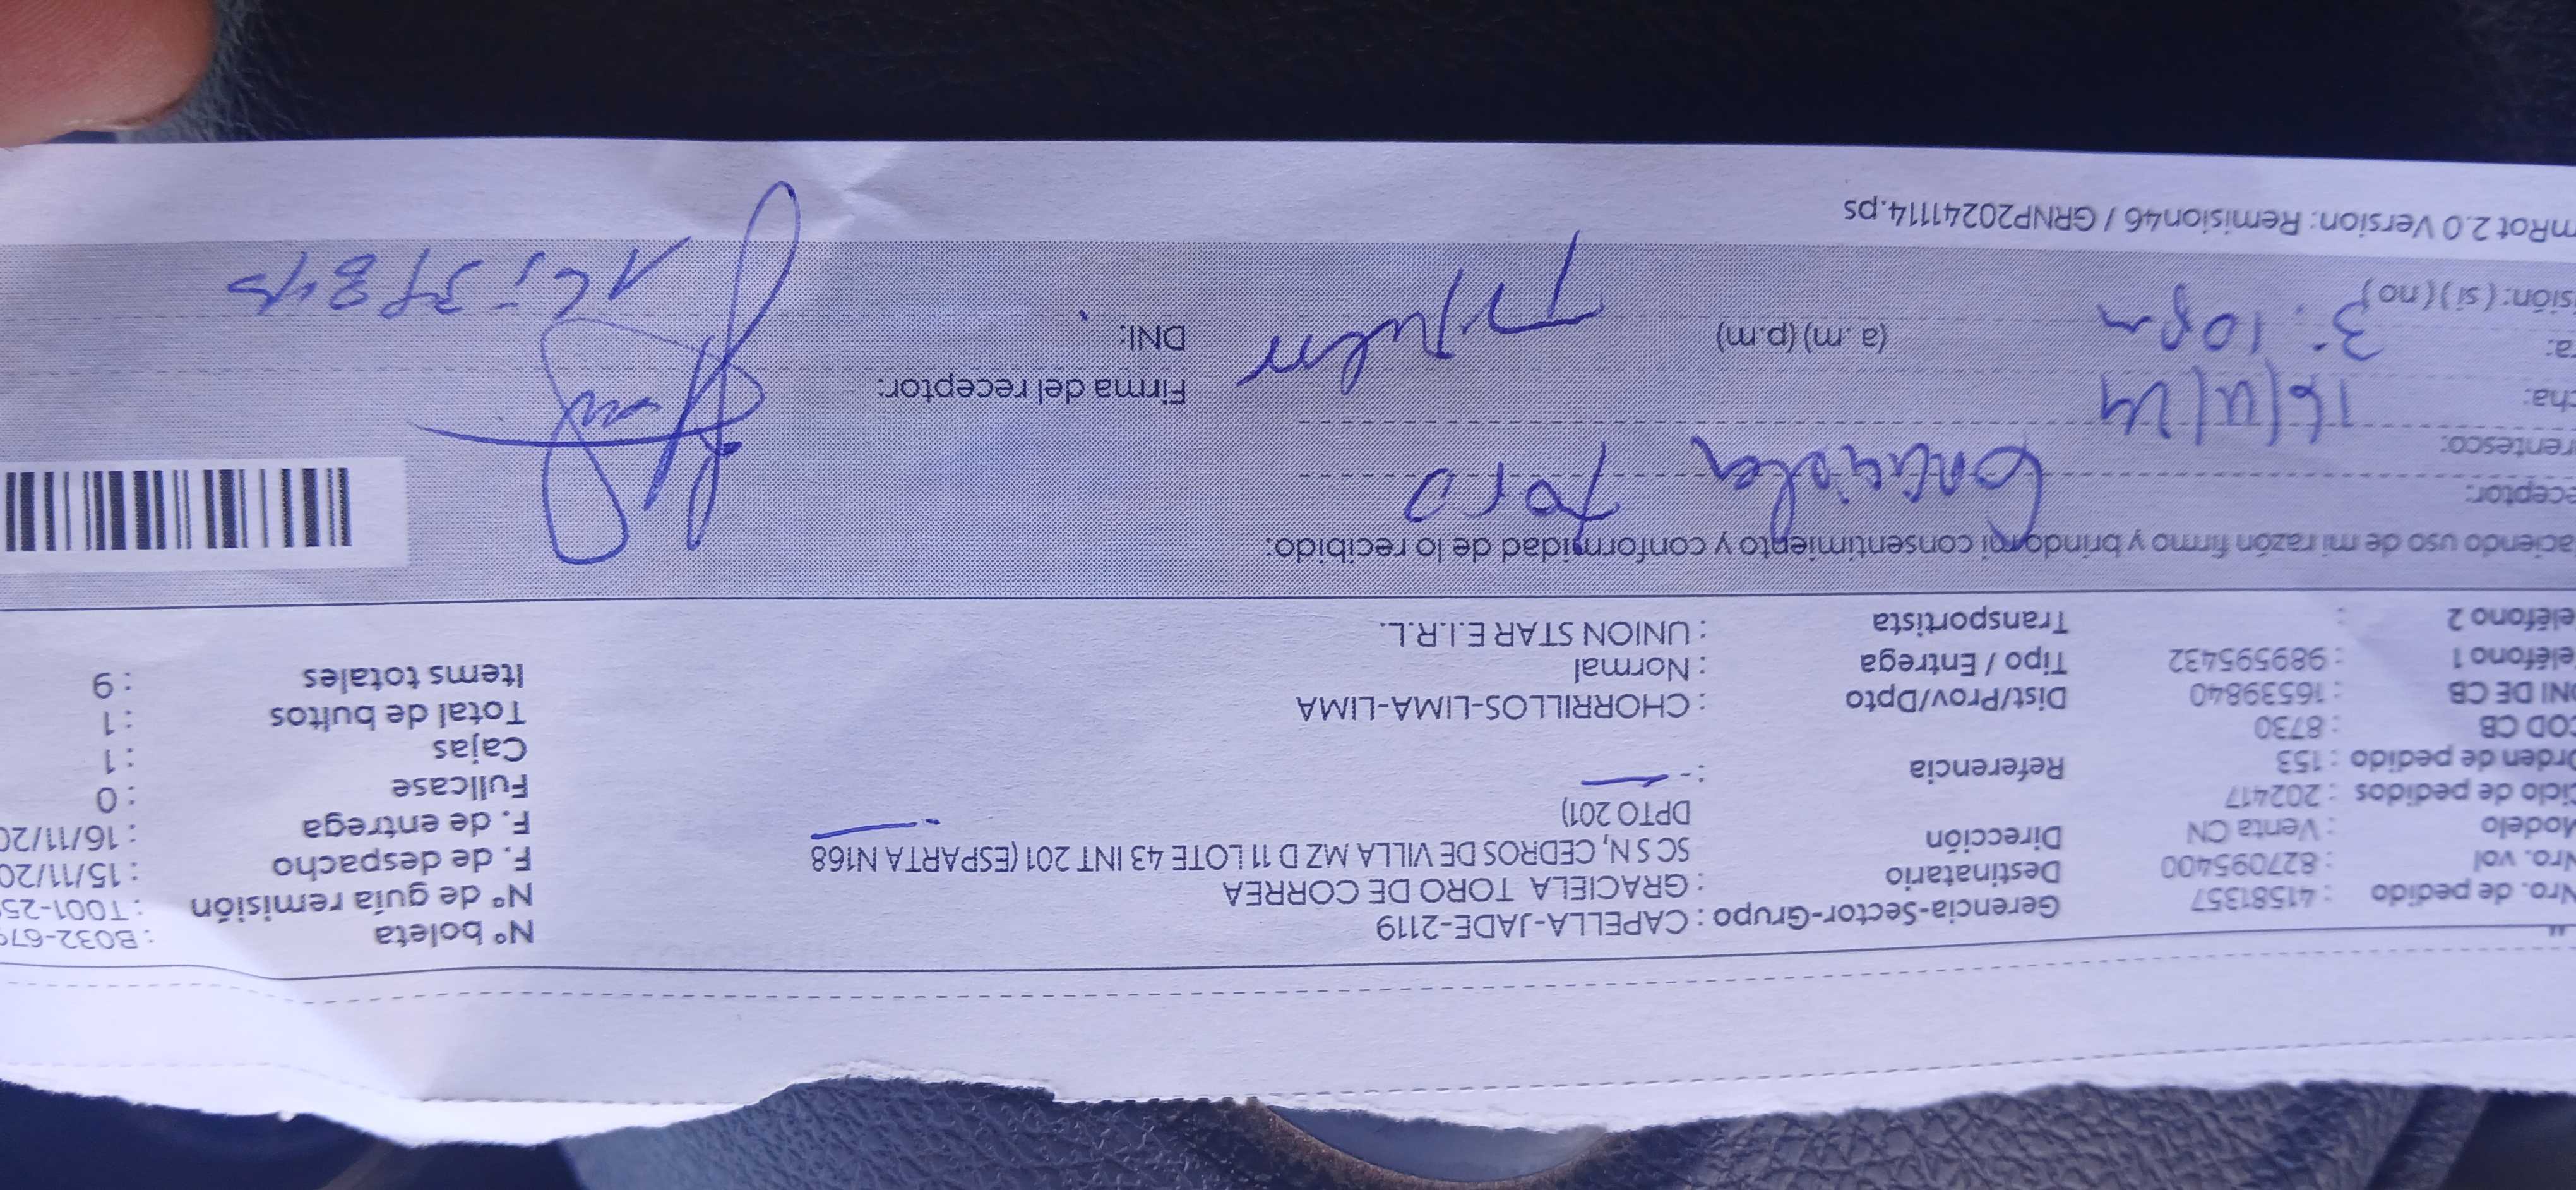 Nro. de pedido : 41581357 Gerencia-Sector-Grupo : CAPELLA-JADE-2119 N° boleta : B032-679
Nro. vol : 827095400 Destinatario : GRACIELA TORO DE CORREA N° de guía remisión : T001-25
Modelo : Venta CN Dirección SC S N, CEDROS DE VILLA MZ D 11 LOTE 43 INT 201 (ESPARTA N168 F. de despacho : 15/11/20
Ciclo de pedidos : 202417 DPTO 201) F. de entrega : 16/11/20
Orden de pedido : 153 Referencia : - Fullcase : 0
COD CB : 8730 Cajas : 1
DNI DE CB : 16539840 Dist/Prov/Dpto : CHORRILLOS-LIMA-LIMA Total de bultos : 1
eléfono 1 : 989595432 Tipo / Entrega : Normal Items totales : 9
eléfono 2 : Transportista : UNION STAR E.I.R.L.
aciendo uso de mi razón firmo y brindo mi consentimiento y conformidad de lo recibido:
ceptor: Graciela Toro
rentesco:
cha: 16/11/24 Firma del receptor:
a: 3:10pm (a.m) (p.m) Titular DNI:
sión: (si) (no)
mRot 2.0 Version: Remision46 / GRNP20241114.ps